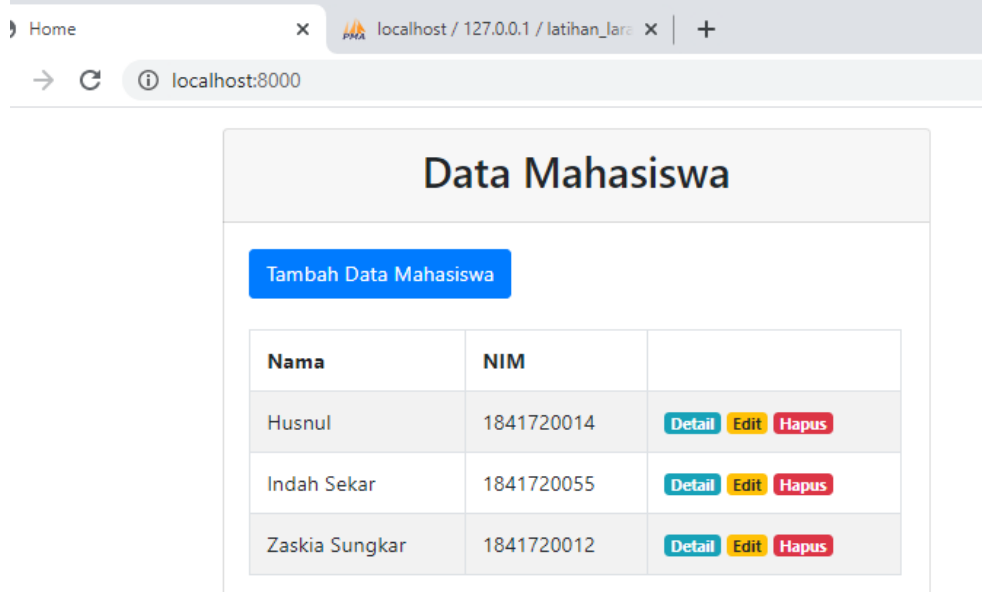 Home
localhost / 127.0.0.1 / latihan_lara
localhost:8000
Data Mahasiswa
Tambah Data Mahasiswa
Nama NIM
Husnul 1841720014 Detail Edit Hapus
Indah Sekar 1841720055 Detail Edit Hapus
Zaskia Sungkar 1841720012 Detail Edit Hapus